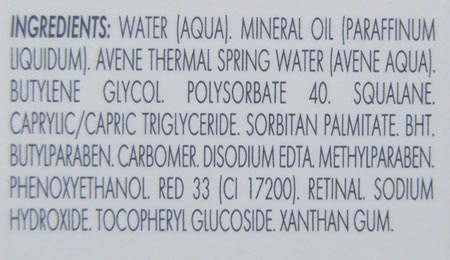 INGREDIENTS: WATER (AQUA). MINERAL OIL (PARAFFINUM
LIQUIDUM). AVENE THERMAL SPRING WATER (AVENE AQUA).
BUTYLENE GLYCOL. POLYSORBATE 40. SQUALANE.
CAPRYLIC/CAPRIC TRIGLYCERIDE. SORBITAN PALMITATE. BHT.
BUTYLPARABEN. CARBOMER. DISODIUM EDTA. METHYLPARABEN.
PHENOXYETHANOL. RED 33 (CI 17200). RETINAL. SODIUM
HYDROXIDE. TOCOPHERYL GLUCOSIDE. XANTHAN GUM.